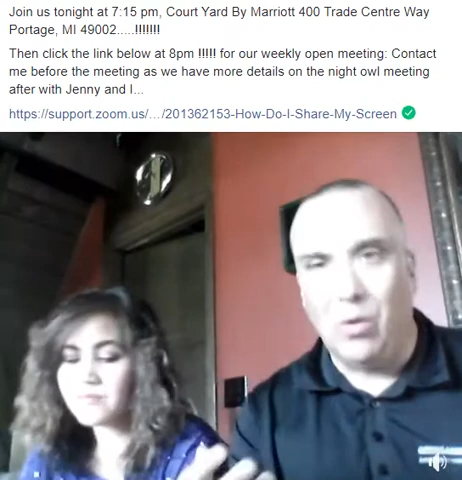 Join us tonight at 7:15 pm, Court Yard By Marriott 400 Trade Centre Way
Portage, MI 49002.....!!!!!!!
Then click the link below at 8pm !!!!! for our weekly open meeting: Contact
me before the meeting as we have more details on the night owl meeting
after with Jenny and I...
https://support.zoom.us/.../201362153-How-Do-I-Share-My-Screen